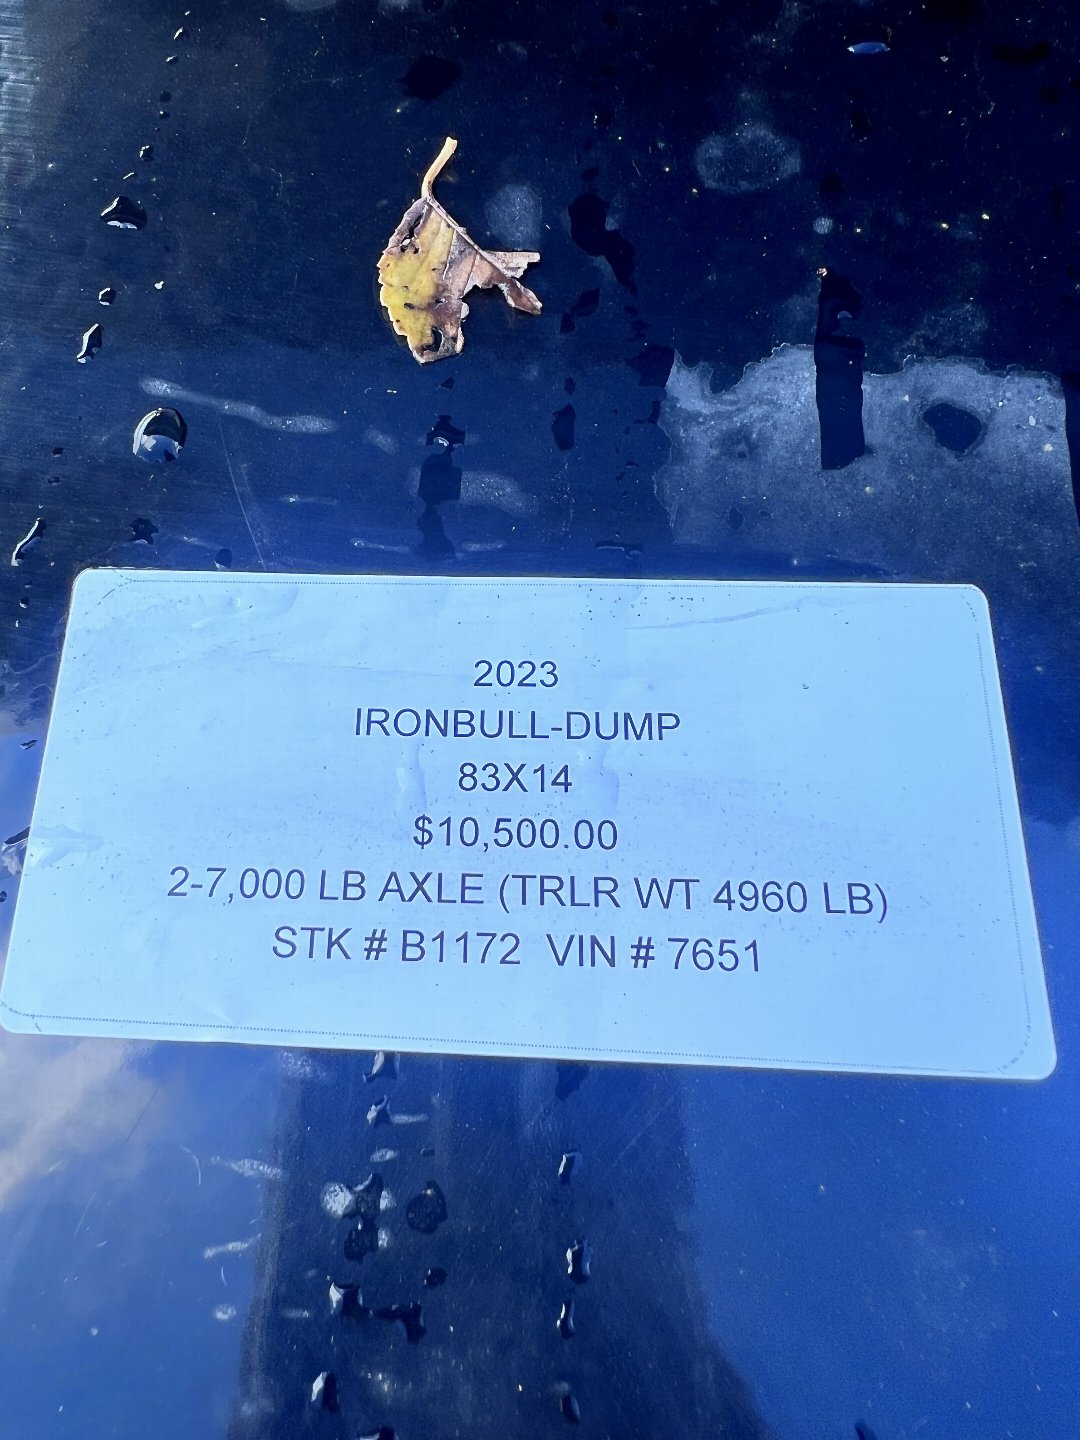 2023
IRONBULL-DUMP
83X14
$10,500.00
2-7,000 LB AXLE (TRLR WT 4960 LB)
STK # B1172 VIN # 7651